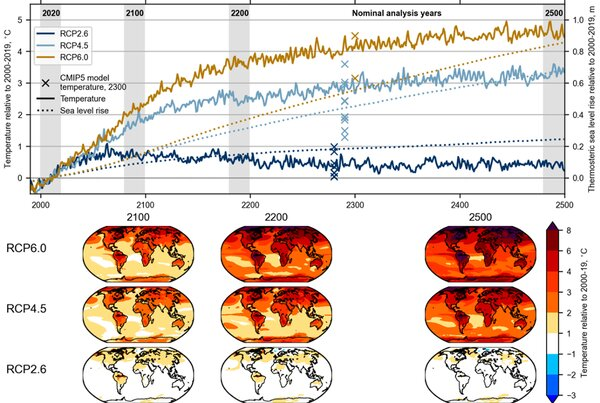 2020 2100 2200 Nominal analysis years 2500
RCP2.6
RCP4.5
RCP6.0
CMIP5 model
temperature, 2300
Temperature
Sea level rise
Temperature relative to 2000-2019, °C
5
4
3
2
1
0
1.0
0.8
0.6
0.4
0.2
0.0
Thermosteric sea level rise relative to 2000-2019, m
2000 2100 2200 2300 2400 2500
2100 2200 2500
RCP6.0
RCP4.5
RCP2.6
8
6
5
4
3
2
1
−1
−2
−3
Temperature relative to 2000-19, °C